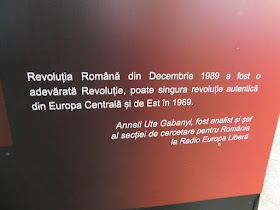 Revoluția Română din Decembrie 1989 a fost o
adevărată Revoluție, poate singura revoluție autentică
din Europa Centrală și de Est în 1989.
Anneli Ute Gabanyi, fost analist și șef
al secției de cercetare pentru România
la Radio Europa Liberă